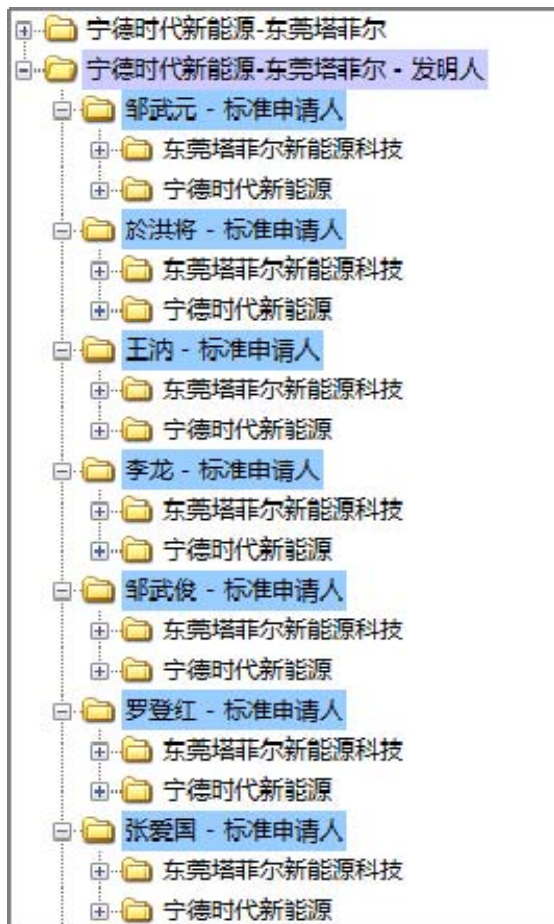 宁德时代新能源-东莞塔菲尔
宁德时代新能源-东莞塔菲尔 - 发明人
邹武元 - 标准申请人
东莞塔菲尔新能源科技
宁德时代新能源
於洪将 - 标准申请人
东莞塔菲尔新能源科技
宁德时代新能源
王汭 - 标准申请人
东莞塔菲尔新能源科技
宁德时代新能源
李龙 - 标准申请人
东莞塔菲尔新能源科技
宁德时代新能源
邹武俊 - 标准申请人
东莞塔菲尔新能源科技
宁德时代新能源
罗登红 - 标准申请人
东莞塔菲尔新能源科技
宁德时代新能源
张爱国 - 标准申请人
东莞塔菲尔新能源科技
宁德时代新能源